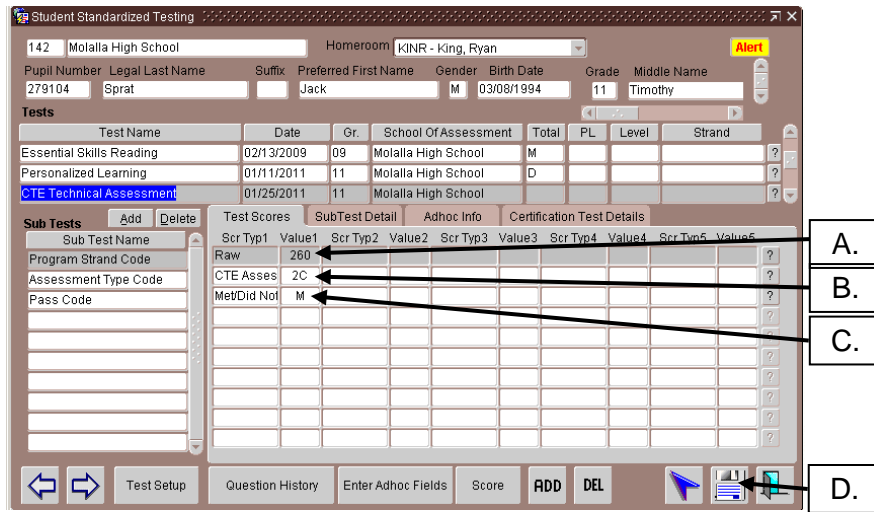 Student Standardized Testing
142 Molalla High School Homeroom KINR - King, Ryan Alert
Pupil Number Legal Last Name Suffix Preferred First Name Gender Birth Date Grade Middle Name
279104 Sprat Jack M 03/08/1994 11 Timothy
Tests
Test Name Date Gr. School Of Assessment Total PL Level Strand
Essential Skills Reading 02/13/2009 09 Molalla High School M ?
Personalized Learning 01/11/2011 11 Molalla High School D ?
CTE Technical Assessment 01/25/2011 11 Molalla High School ?
Sub Tests Add Delete Test Scores SubTest Detail Adhoc Info Certification Test Details
Sub Test Name Scr Typ1 Value1 Scr Typ2 Value2 Scr Typ3 Value3 Scr Typ4 Value4 Scr Typ5 Value5
Program Strand Code Raw 260 ? A.
Assessment Type Code CTE Asses 2C ? B.
Pass Code Met/Did Not M ? C.
?
?
?
?
?
?
?
Test Setup Question History Enter Adhoc Fields Score ADD DEL D.